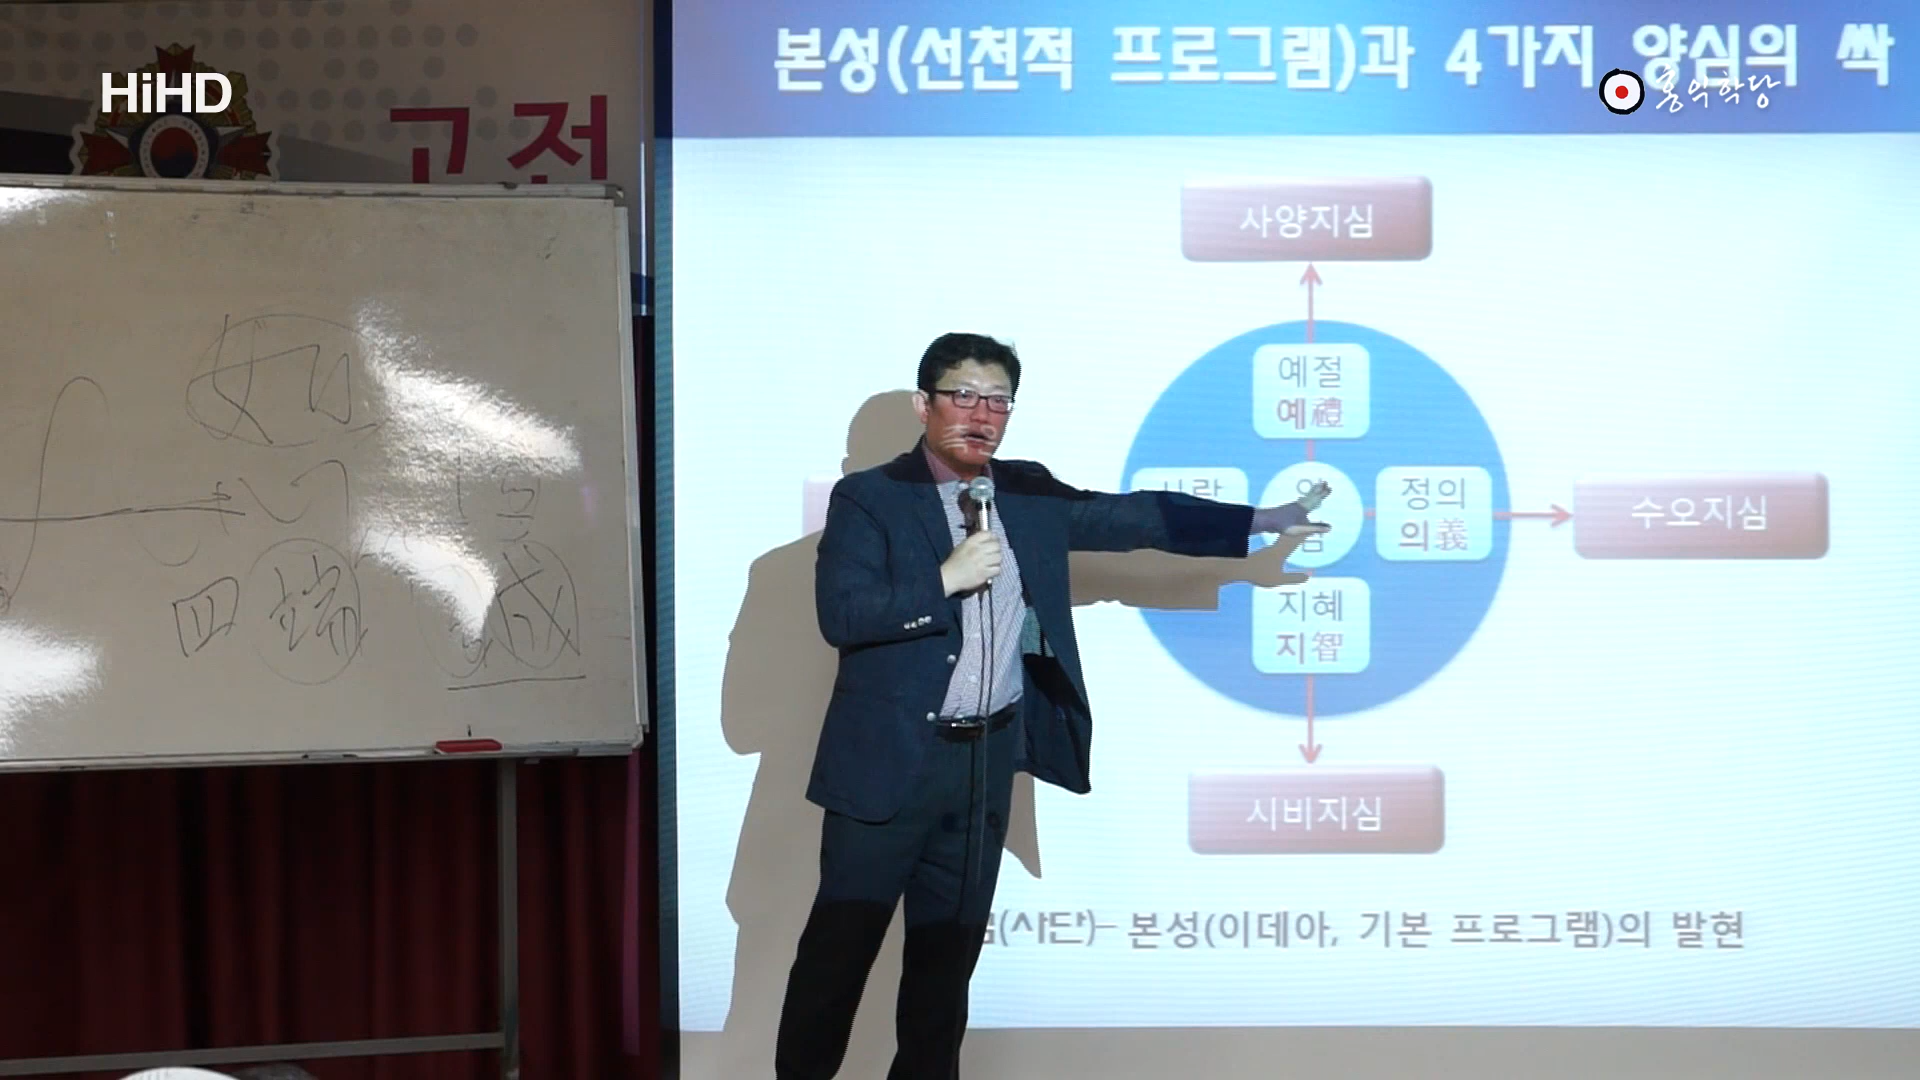 HiHD
고전
본성(선천적 프로그램)과 4가지 양심의 싹
홍익학당
사양지심
예절
예禮
정의
의義
수오지심
지혜
지智
시비지심
(사단)- 본성(이데아, 기본 프로그램)의 발현
四端